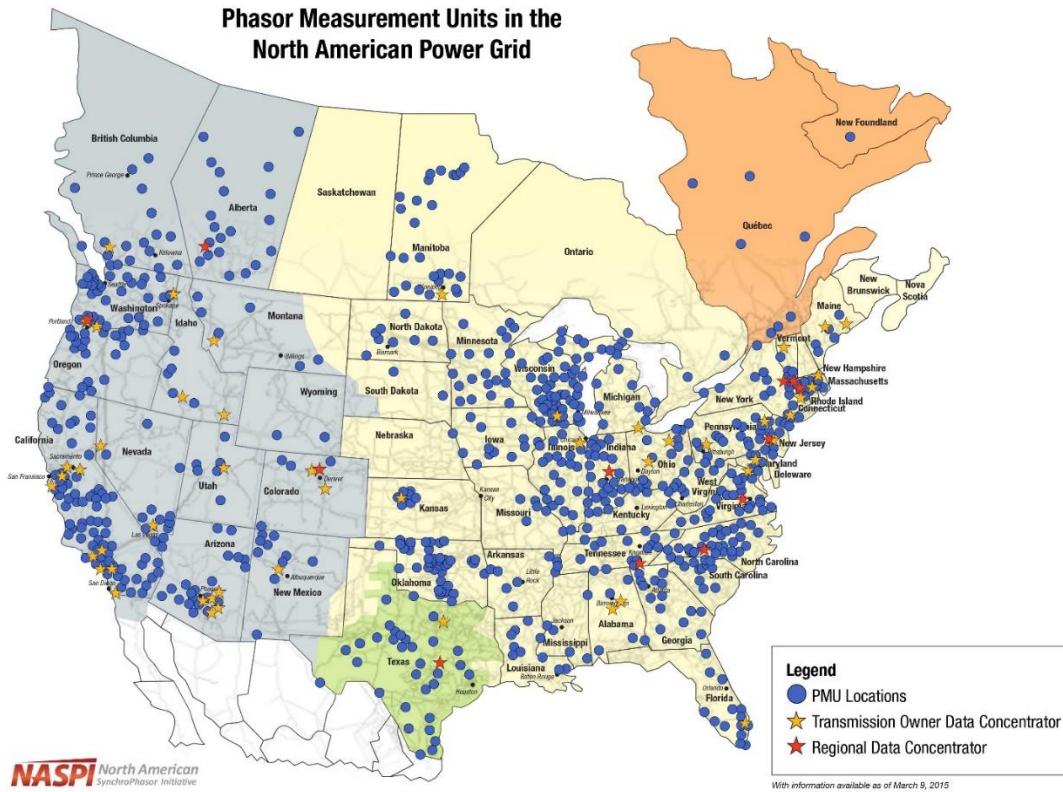 Phasor Measurement Units in the
North American Power Grid
New Foundland
British Columbia
Prince George
Alberta
Saskatchewan
Québec
Manitoba
Ontario
Kelowna
New
Brunswick
Nova
Scotia
Maine
Seattle
Washington
Spokane
Portland
Montana
North Dakota
Bismarck
Minnesota
Vermont
Idaho
Billings
Oregon
Wisconsin
New Hampshire
Massachusetts
South Dakota
Michigan
Wyoming
New York
Rhode Island
Connecticut
Milwaukee
California
Nebraska
Iowa
Chicago
Pennsylvania
Nevada
Sacramento
Illinois
Indiana
New Jersey
Ohio
Pittsburgh
San Francisco
Utah
Colorado
Denver
Dayton
Maryland
Deleware
West
Virginia
Kansas
City
Kansas
Charleston
Virginia
Missouri
Lexington
Kentucky
Las Vegas
Arizona
Tennessee
Knoxville
North Carolina
Arkansas
Oklahoma
Albuquerque
Little
Rock
South Carolina
San Diego
Phoenix
New Mexico
Atlanta
Birmingham
Alabama
Jackson
Mississippi
Georgia
Texas
Louisiana
Baton Rouge
Houston
Orlando
Florida
Legend
PMU Locations
Transmission Owner Data Concentrator
Regional Data Concentrator
NASPI North American
SynchroPhasor Initiative
With information available as of March 9, 2015